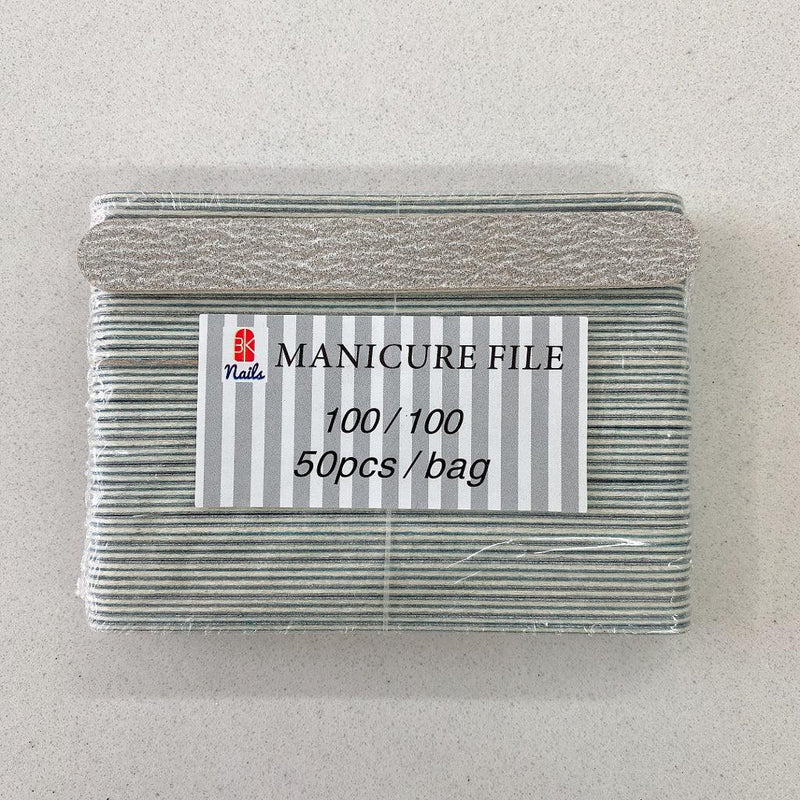 BK
Nails
MANICURE FILE
100/100
50pcs/bag